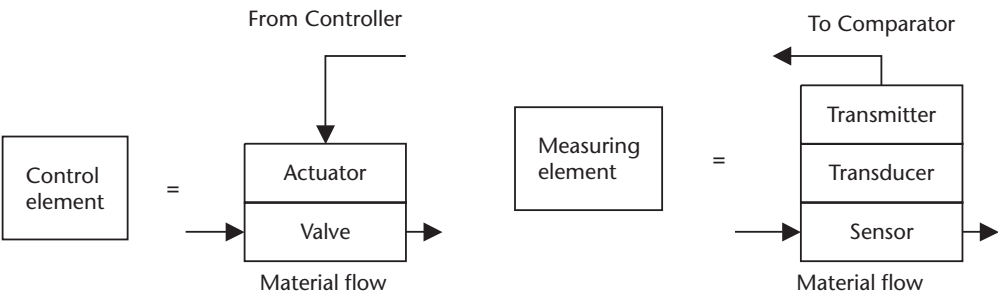 From Controller
Control
element
=
Actuator
Valve
Material flow
To Comparator
Measuring
element
=
Transmitter
Transducer
Sensor
Material flow